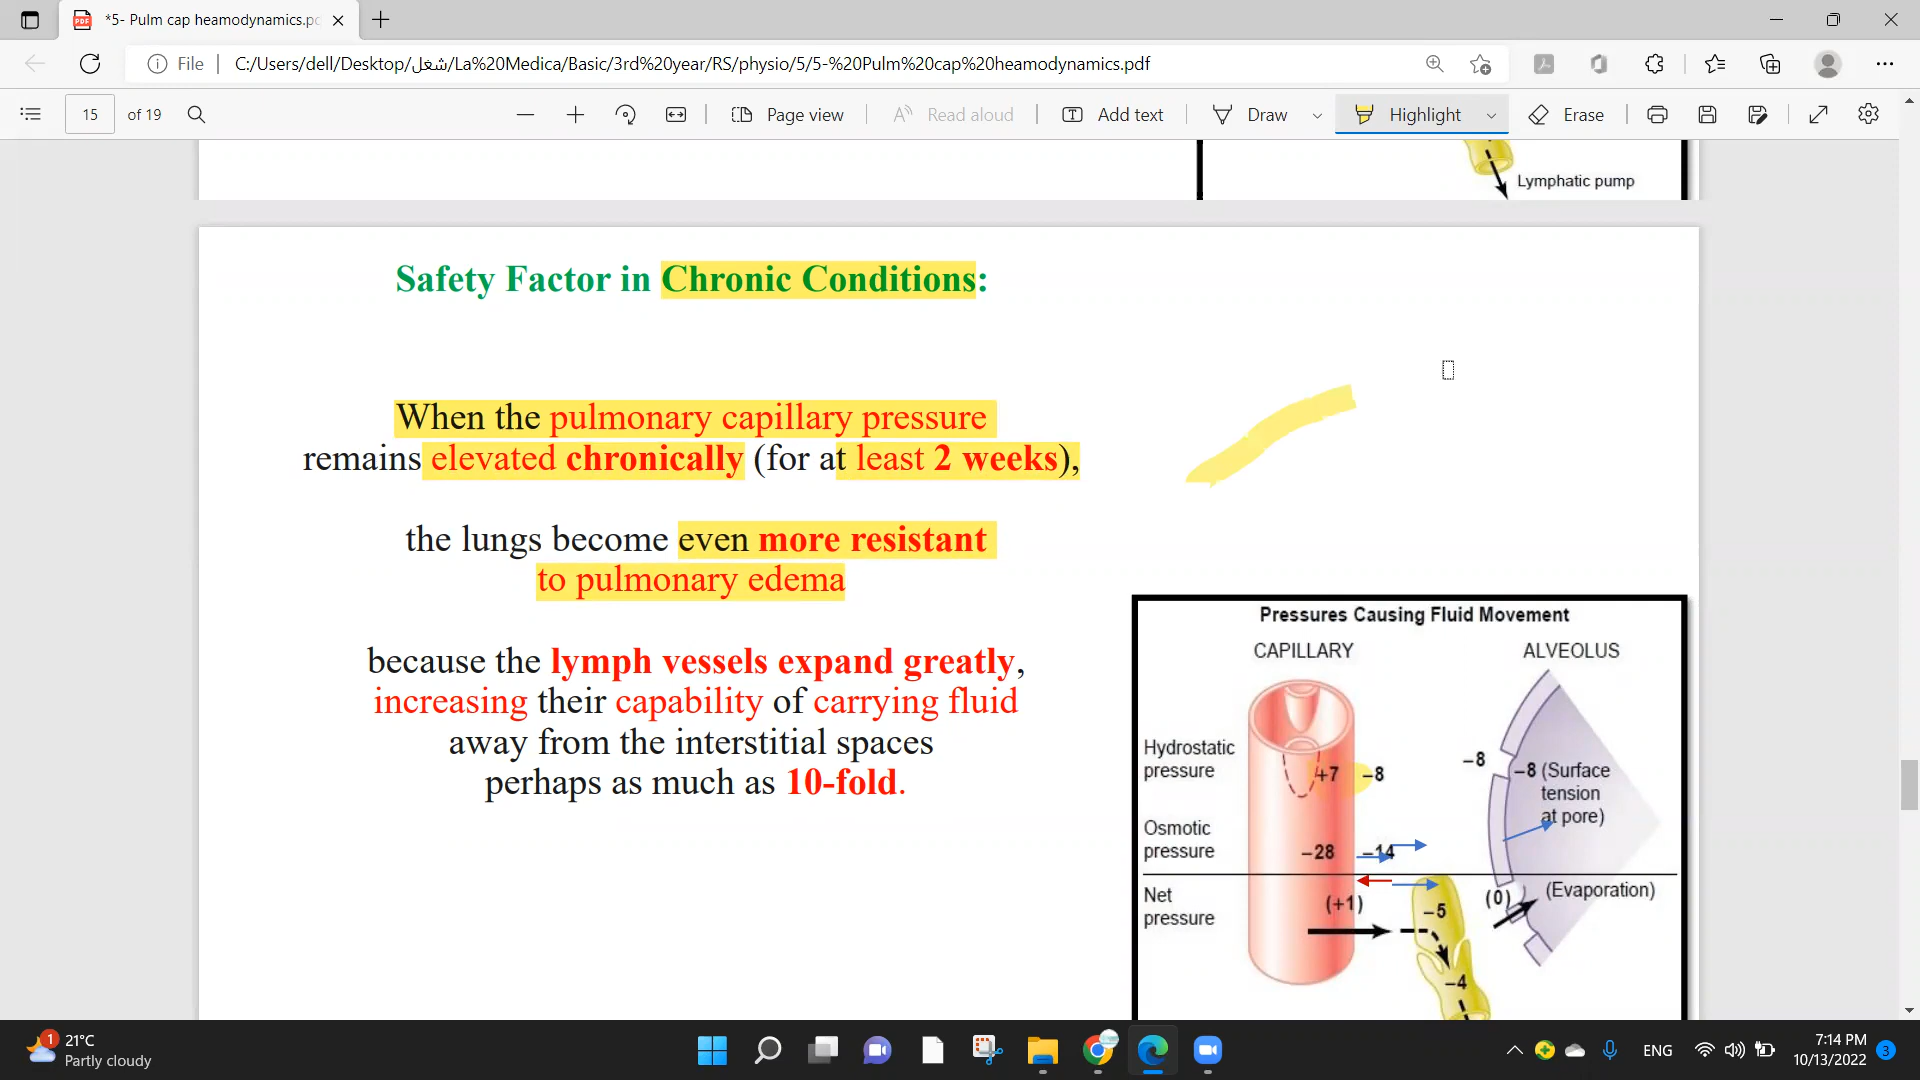 *5- Pulm cap heamodynamics.pd
File
C:/Users/dell/Desktop/شغل/La%20Medica/Basic/3rd%20year/RS/physio/5/5-%20Pulm%20cap%20heamodynamics.pdf
15 of 19
Page view
Read aloud
Add text
Draw
Highlight
Erase
Lymphatic pump
Safety Factor in Chronic Conditions:
When the pulmonary capillary pressure
remains elevated chronically (for at least 2 weeks),
the lungs become even more resistant
to pulmonary edema
because the lymph vessels expand greatly,
increasing their capability of carrying fluid
away from the interstitial spaces
perhaps as much as 10-fold.
Pressures Causing Fluid Movement
CAPILLARY
ALVEOLUS
Hydrostatic
pressure
+7
-8
-8
-8 (Surface
tension
at pore)
Osmotic
pressure
-28
-14
Net
pressure
(+1)
-5
(0)
(Evaporation)
-4
1
21°C
Partly cloudy
ENG
7:14 PM
10/13/2022
3